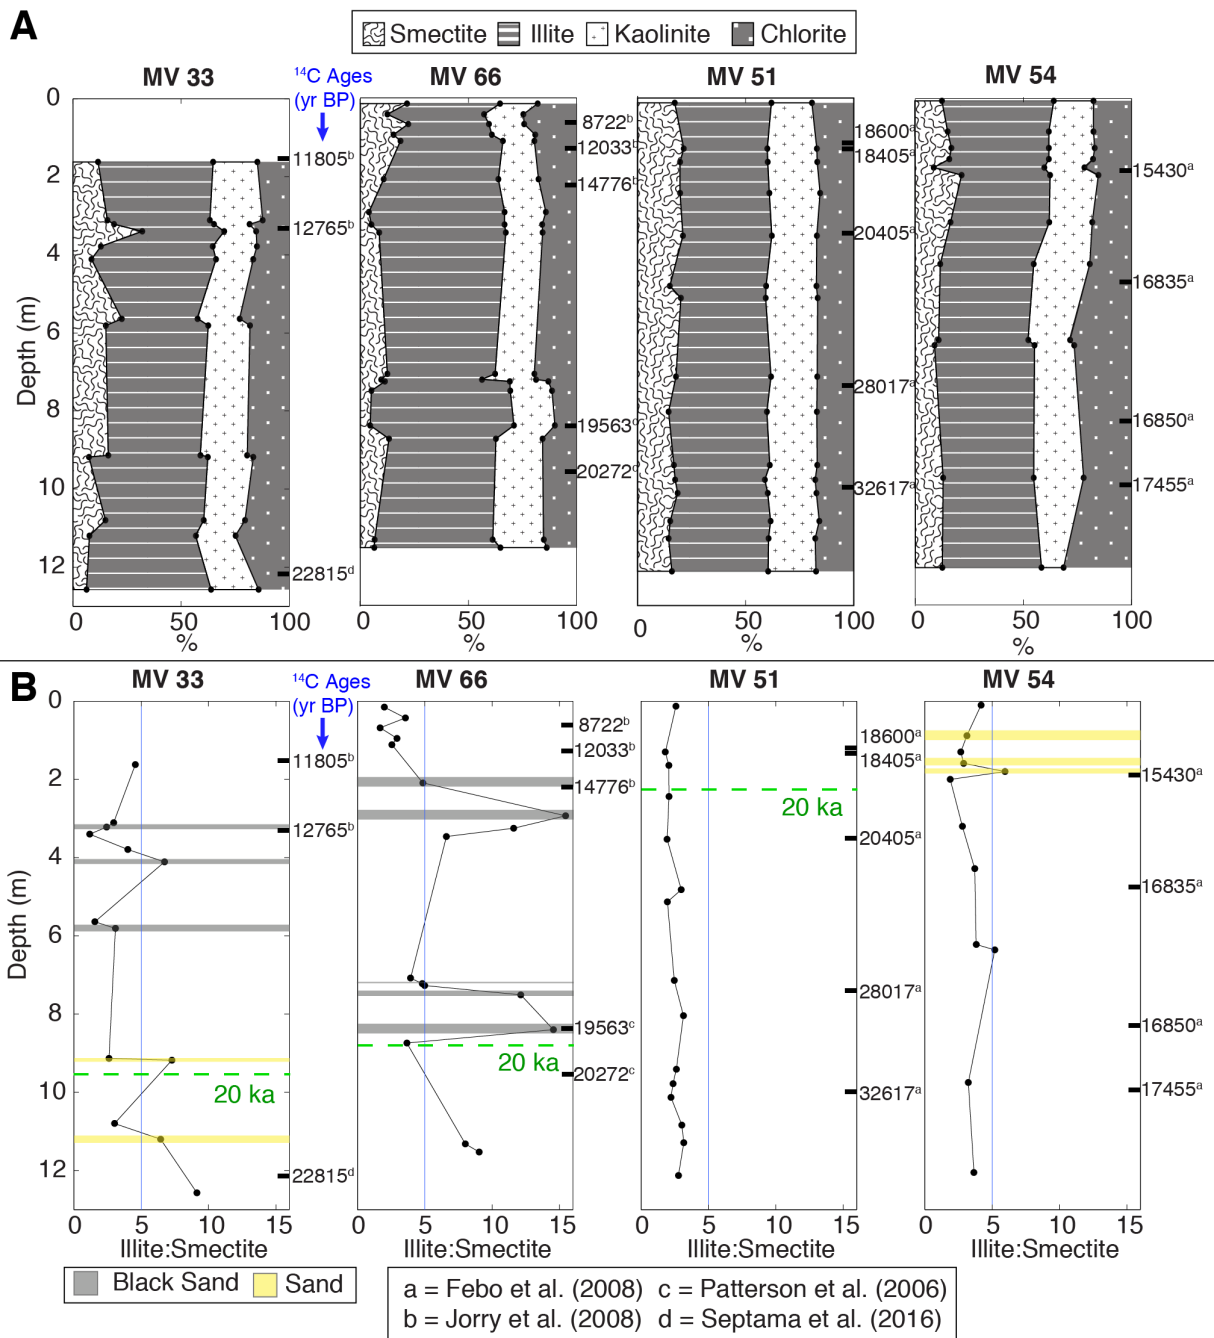 A
Smectite Illite Kaolinite Chlorite
MV 33 ¹⁴C Ages (yr BP) MV 66 MV 51 MV 54
Depth (m)
0
2
4
6
8
10
12
11805ᵇ
12765ᵇ
22815ᵈ
8722ᵇ
12033ᵇ
14776ᵇ
19563ᶜ
20272ᶜ
18600ᵃ
18405ᵃ
20405ᵃ
28017ᵃ
32617ᵃ
15430ᵃ
16835ᵃ
16850ᵃ
17455ᵃ
0 50 100 0 50 100 0 50 100 0 50 100
% % % %
B
MV 33 ¹⁴C Ages (yr BP) MV 66 MV 51 MV 54
Depth (m)
0
2
4
6
8
10
12
11805ᵇ
12765ᵇ
20 ka
22815ᵈ
8722ᵇ
12033ᵇ
14776ᵇ
19563ᶜ
20 ka
20272ᶜ
18600ᵃ
18405ᵃ
20 ka
20405ᵃ
28017ᵃ
32617ᵃ
15430ᵃ
16835ᵃ
16850ᵃ
17455ᵃ
0 5 10 15 0 5 10 15 0 5 10 15 0 5 10 15
Illite:Smectite Illite:Smectite Illite:Smectite Illite:Smectite
Black Sand Sand
a = Febo et al. (2008) c = Patterson et al. (2006)
b = Jorry et al. (2008) d = Septama et al. (2016)